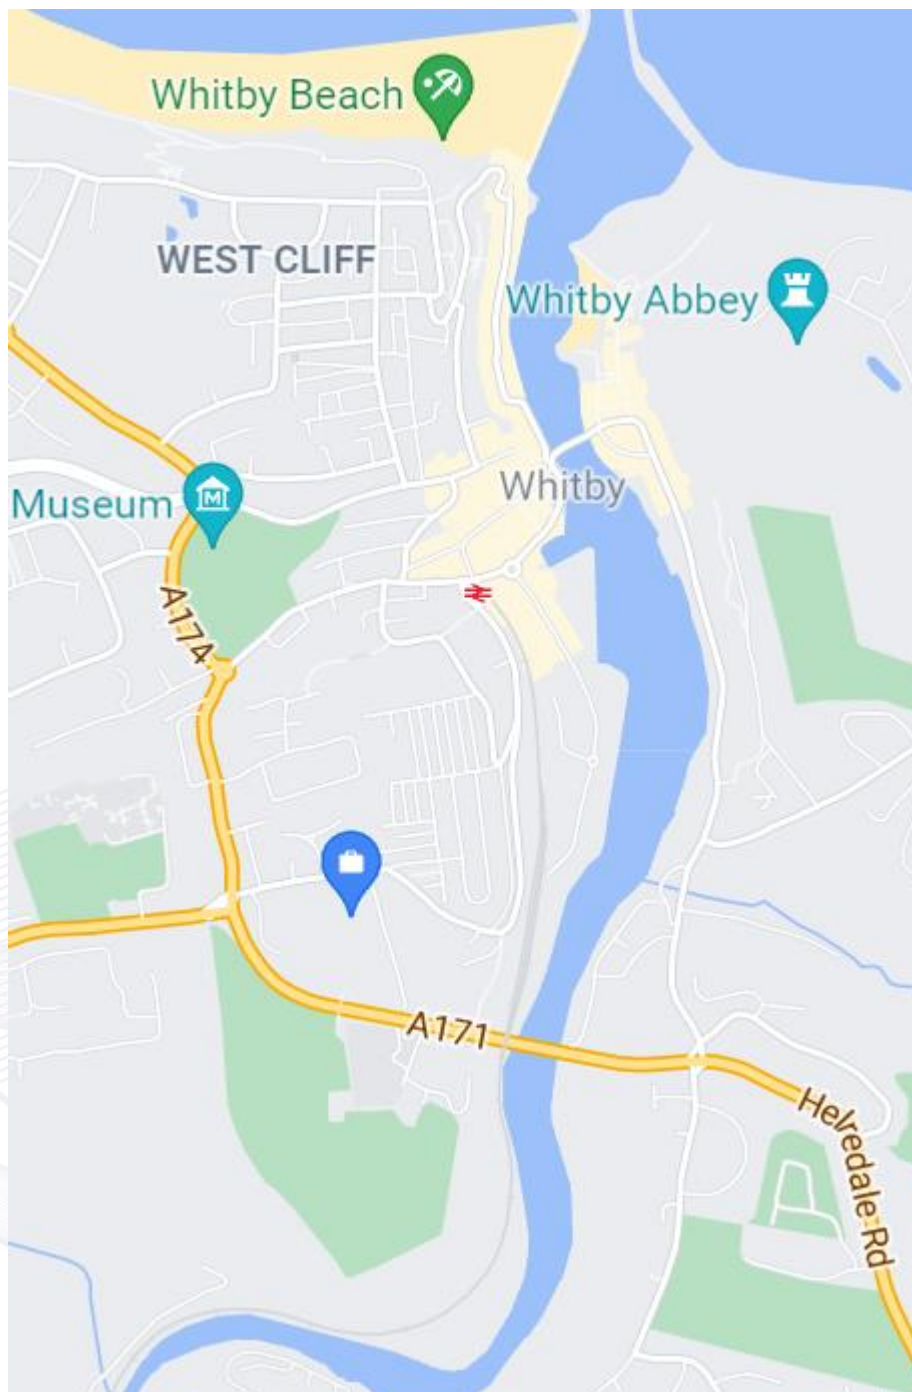 Whitby Beach
WEST CLIFF
Whitby Abbey
Whitby
Museum
M
A174
A171
Helredale Rd